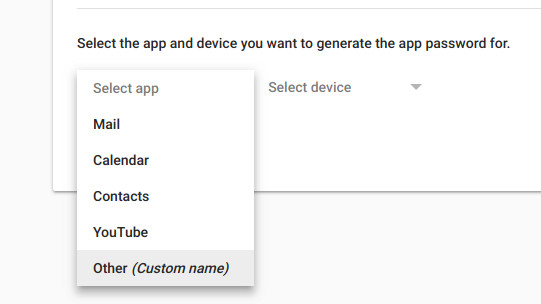 Select the app and device you want to generate the app password for.
Select app
Select device
Mail
Calendar
Contacts
YouTube
Other (Custom name)